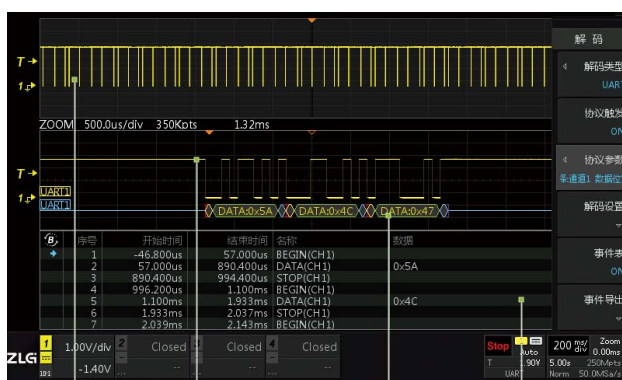 解 码
T
解码类型
UART
1
协议触发
ON
ZOOM 500.0us/div 350Kpts 1.32ms
协议参数
条:通道1 数据位
T
1
UART1
UART1
DATA:0x5A DATA:0x4C DATA:0x47
解码设置
B 序号 开始时间 结束时间 名称 数据
1 -46.800us 57.000us BEGIN(CH1)
2 57.000us 890.400us DATA(CH1) 0x5A
3 890.400us 994.400us STOP(CH1)
4 996.200us 1.100ms BEGIN(CH1)
5 1.100ms 1.933ms DATA(CH1) 0x4C
6 1.933ms 2.037ms STOP(CH1)
7 2.039ms 2.143ms BEGIN(CH1)
事件表
ON
事件导出
ZLG
1 1.00V/div -1.40V
2 Closed
3 Closed
4 Closed
Stop Auto
T 1.90V
UART
200 ms/div Zoom 0.00ms
5.00s 250Mpts
Norm 50.0MSa/s